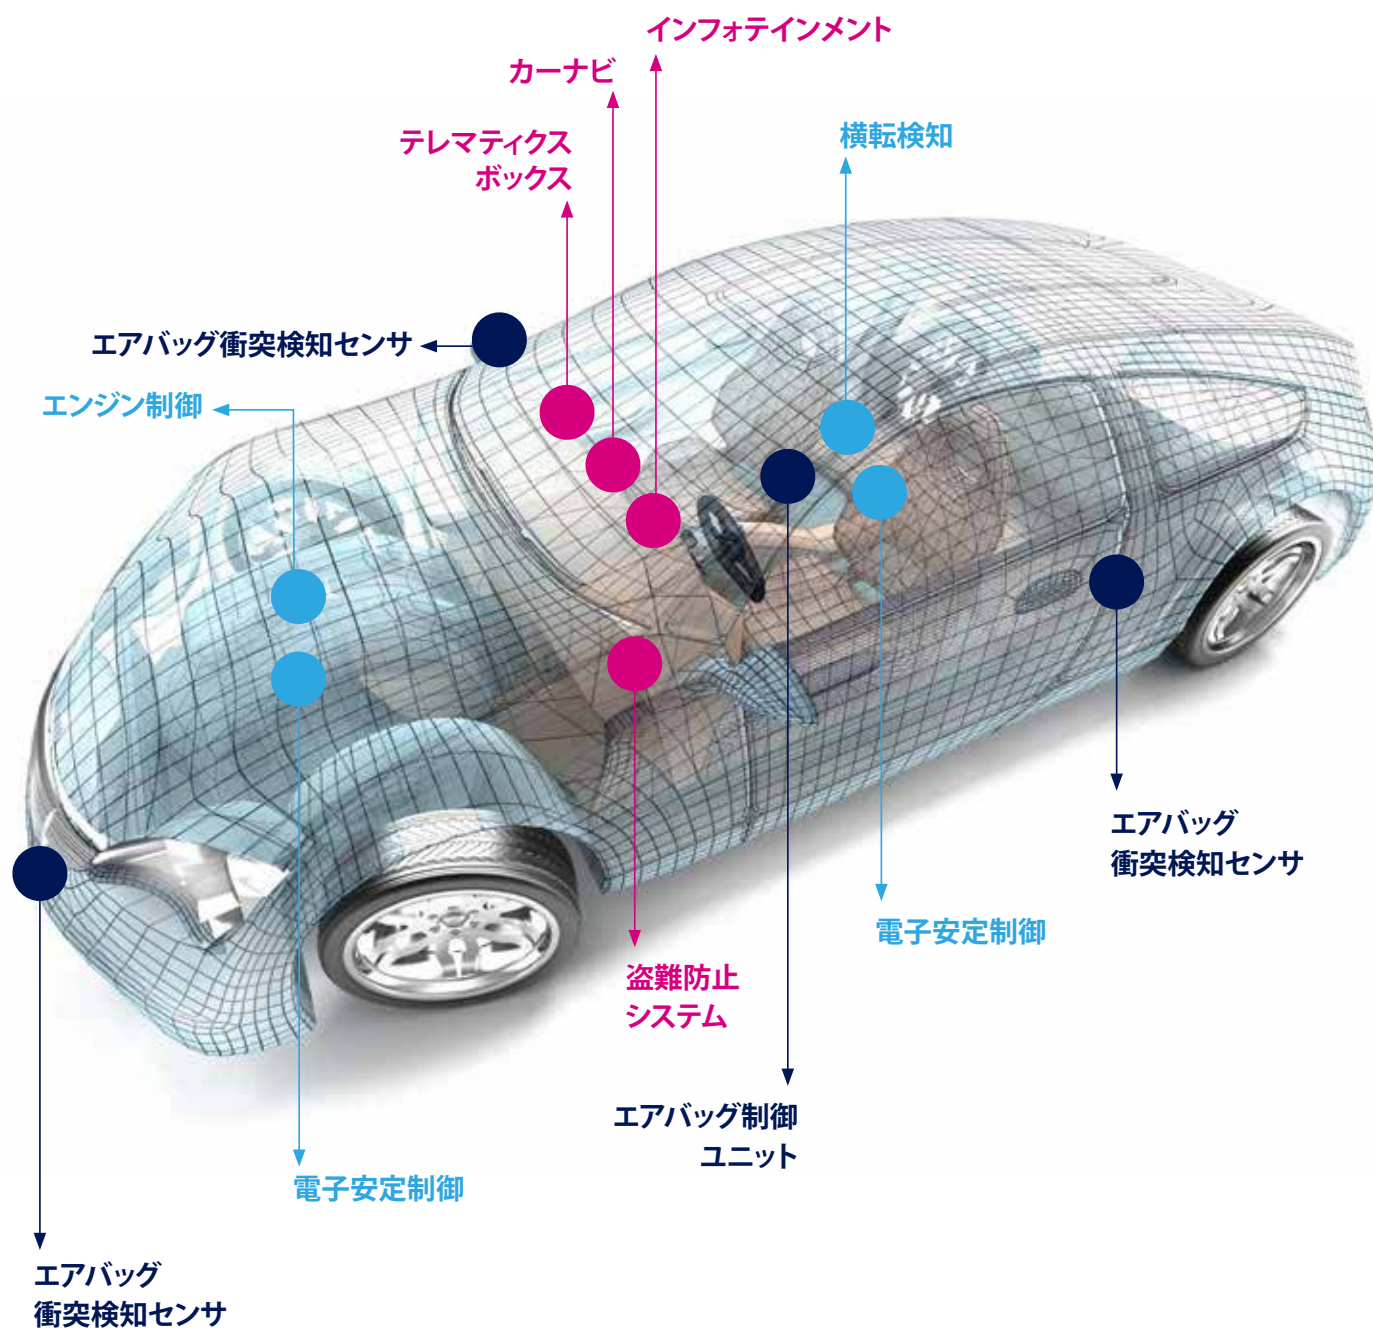 インフォテインメント
カーナビ
テレマティクス
ボックス
横転検知
エアバッグ衝突検知センサ
エンジン制御
エアバッグ
衝突検知センサ
電子安定制御
盗難防止
システム
エアバッグ制御
ユニット
電子安定制御
エアバッグ
衝突検知センサ